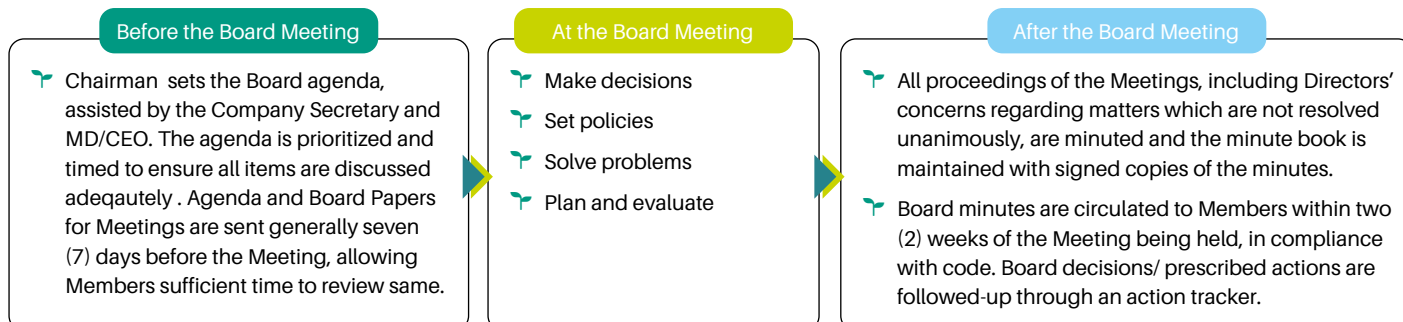 Before the Board Meeting
Chairman sets the Board agenda,
assisted by the Company Secretary and
MD/CEO. The agenda is prioritized and
timed to ensure all items are discussed
adeqautely . Agenda and Board Papers
for Meetings are sent generally seven
(7) days before the Meeting, allowing
Members sufficient time to review same.
At the Board Meeting
Make decisions
Set policies
Solve problems
Plan and evaluate
After the Board Meeting
All proceedings of the Meetings, including Directors’
concerns regarding matters which are not resolved
unanimously, are minuted and the minute book is
maintained with signed copies of the minutes.
Board minutes are circulated to Members within two
(2) weeks of the Meeting being held, in compliance
with code. Board decisions/ prescribed actions are
followed-up through an action tracker.